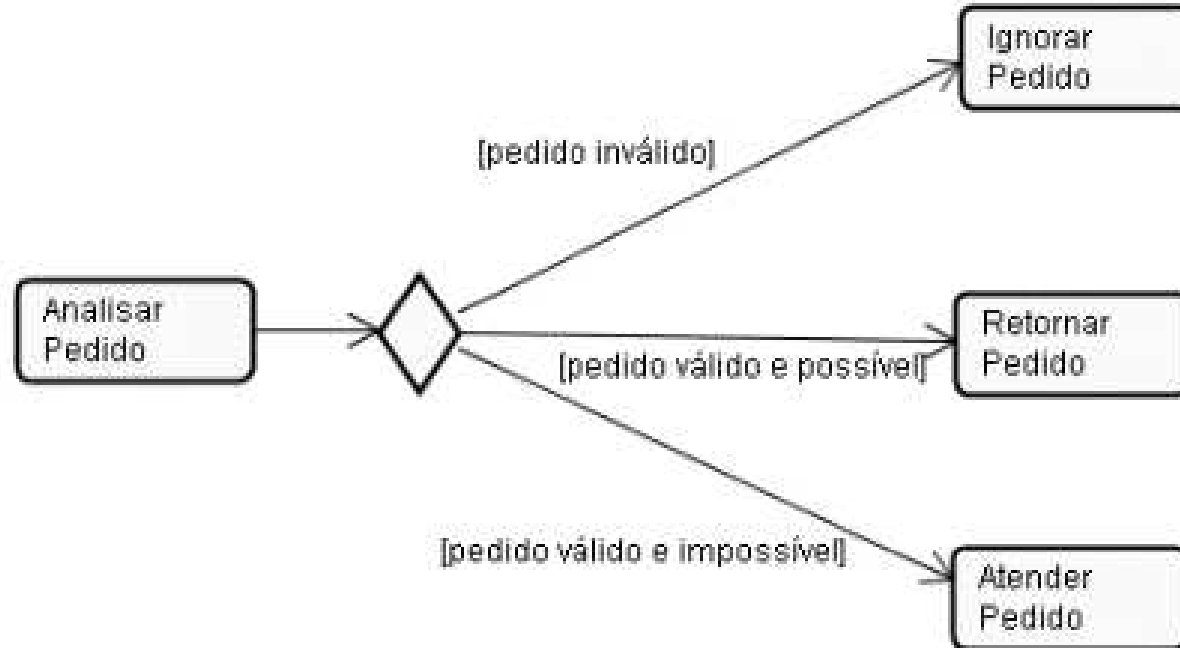 Ignorar
Pedido
[pedido inválido]
Analisar
Pedido
Retornar
Pedido
[pedido válido e possível]
[pedido válido e impossível]
Atender
Pedido